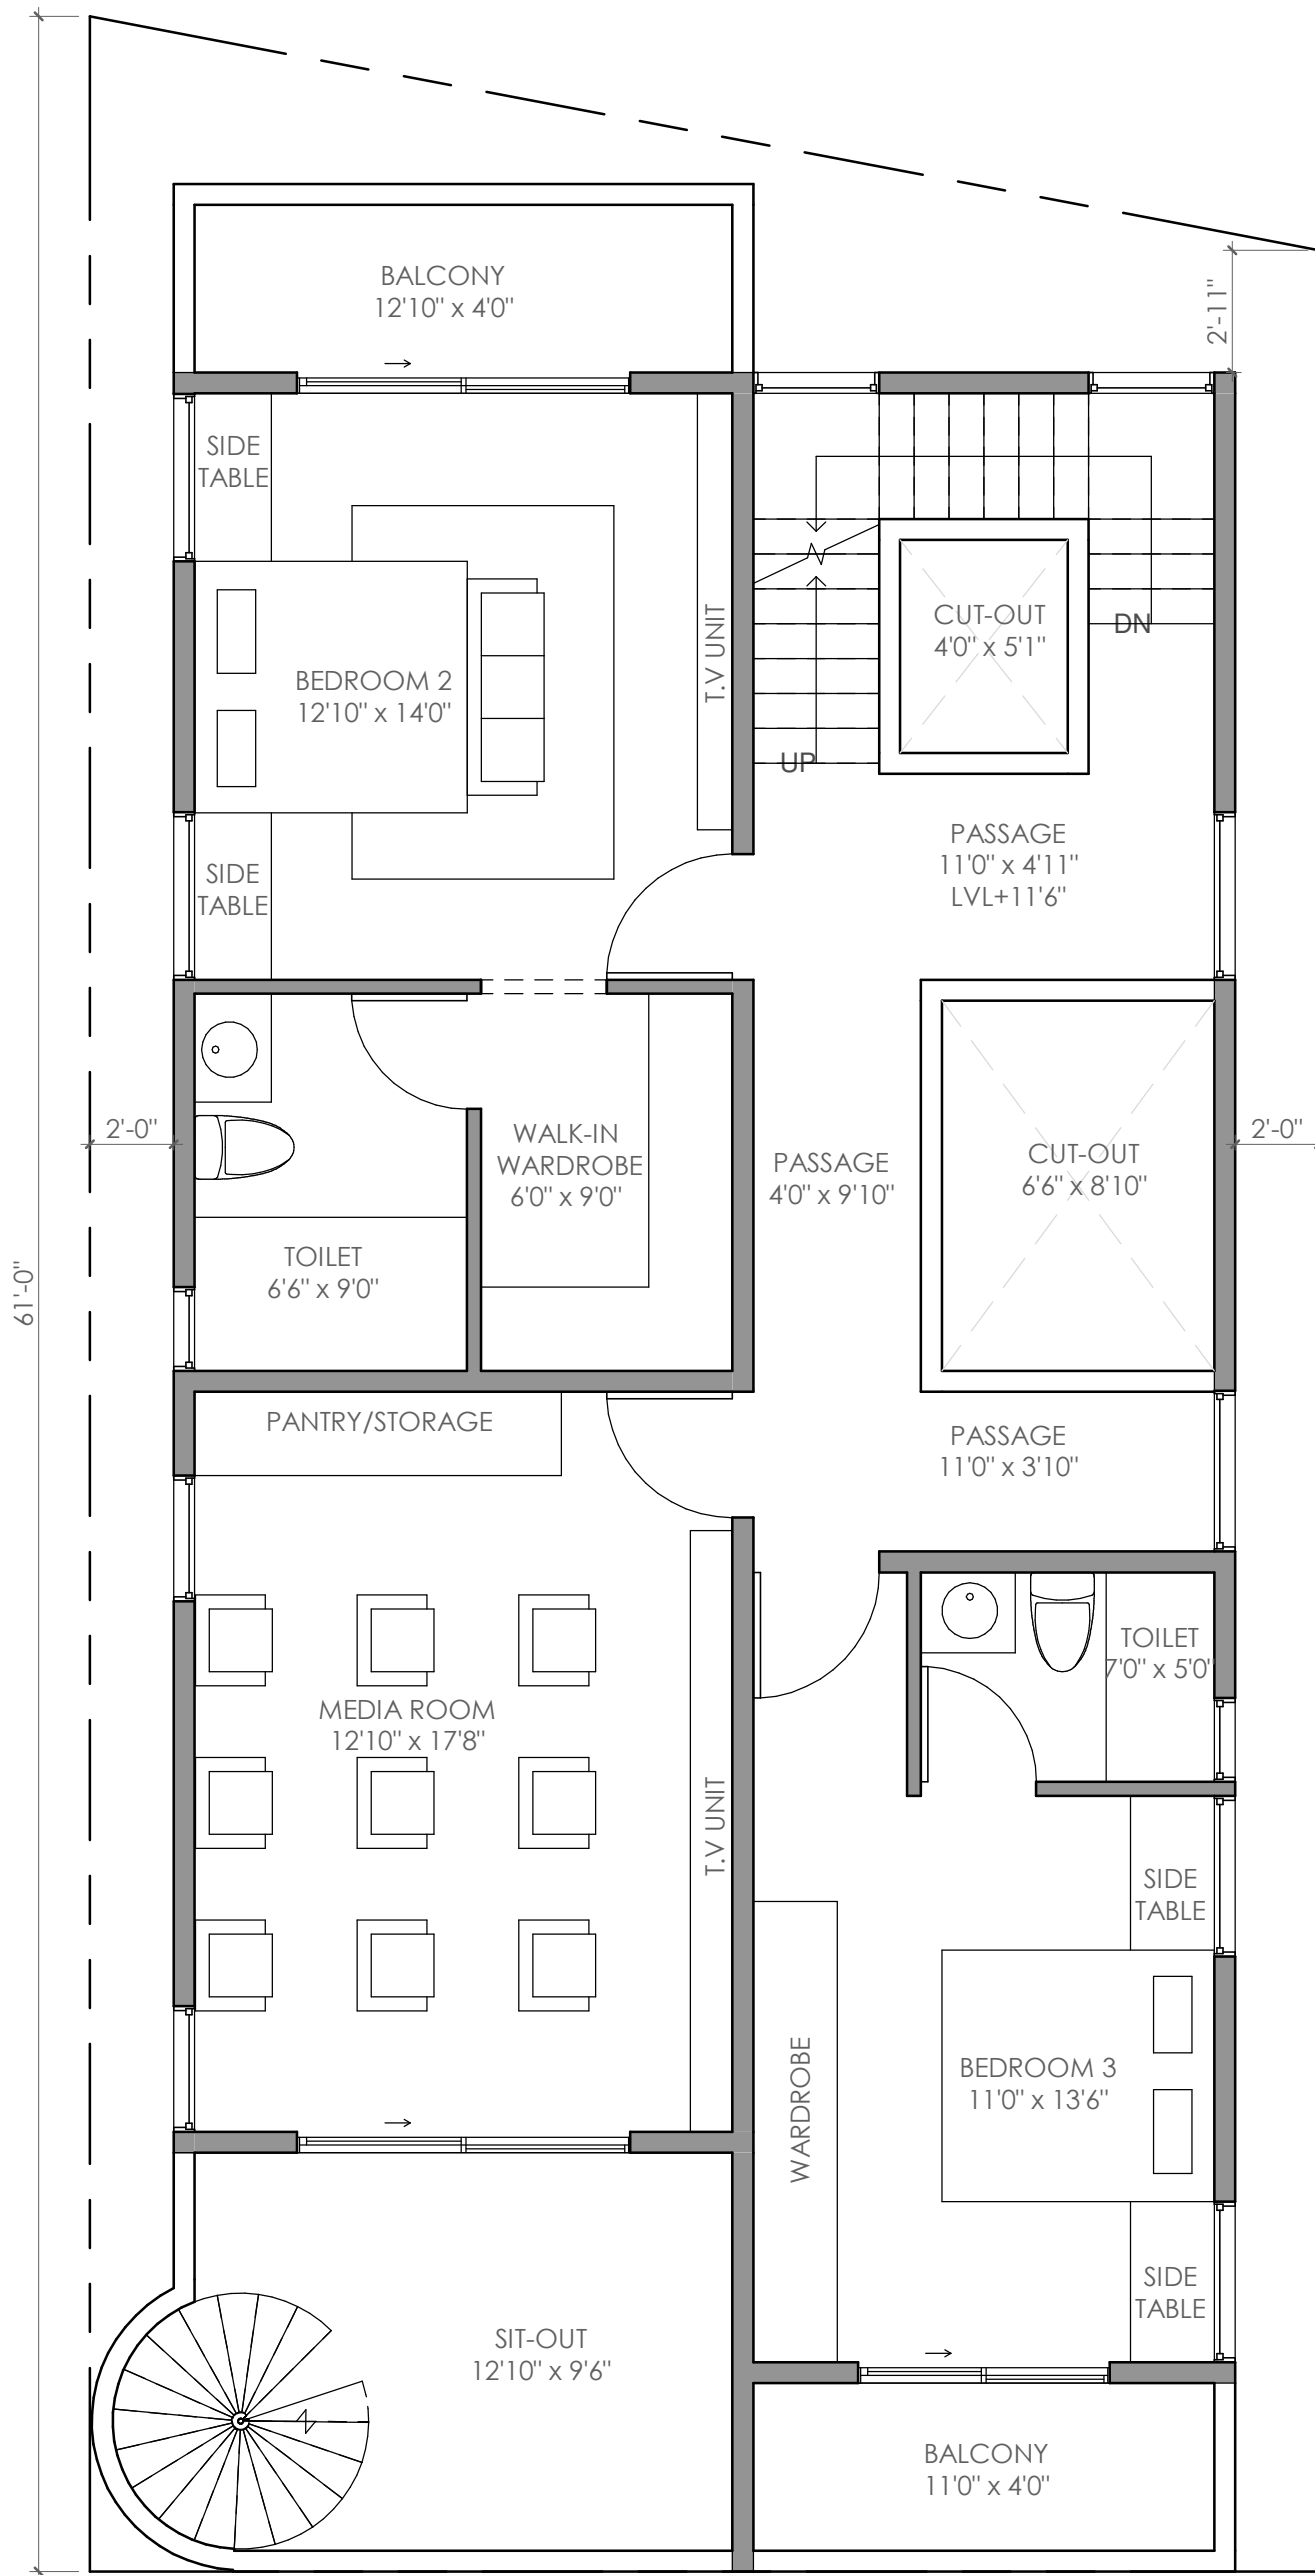 BALCONY
12'10" x 4'0"
2'-11"
SIDE
TABLE
CUT-OUT
4'0" x 5'1"
DN
T.V UNIT
BEDROOM 2
12'10" x 14'0"
UP
PASSAGE
11'0" x 4'11"
LVL+11'6"
SIDE
TABLE
2'-0"
WALK-IN
WARDROBE
6'0" x 9'0"
PASSAGE
4'0" x 9'10"
CUT-OUT
6'6" x 8'10"
2'-0"
TOILET
6'6" x 9'0"
61'-0"
PANTRY/STORAGE
PASSAGE
11'0" x 3'10"
TOILET
7'0" x 5'0"
MEDIA ROOM
12'10" x 17'8"
T.V UNIT
SIDE
TABLE
WARDROBE
BEDROOM 3
11'0" x 13'6"
SIDE
TABLE
SIT-OUT
12'10" x 9'6"
BALCONY
11'0" x 4'0"